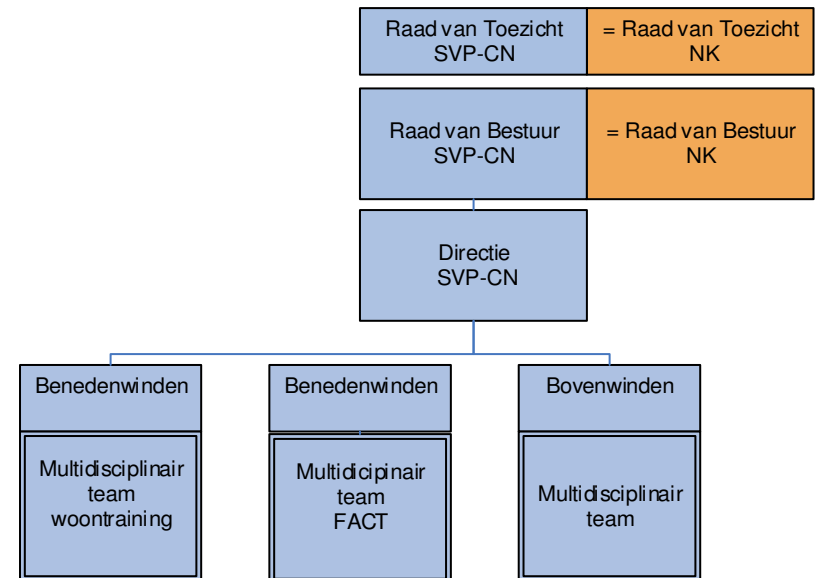 Raad van Toezicht
SVP-CN
= Raad van Toezicht
NK
Raad van Bestuur
SVP-CN
= Raad van Bestuur
NK
Directie
SVP-CN
Benedenwinden
Multidisciplinair
team
woontraining
Benedenwinden
Multidicipinair
team
FACT
Bovenwinden
Multidisciplinair
team